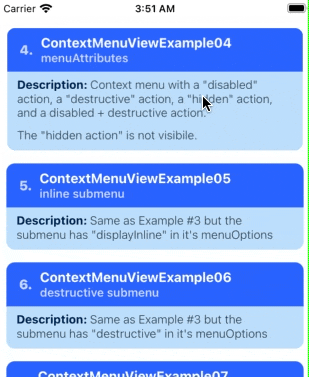 Carrier 3:51 AM
4. ContextMenuViewExample04
menuAttributes
Description: Context menu with a "disabled"
action, a "destructive" action, a "hidden" action,
and a disabled + destructive action.
The "hidden action" is not visibile.
5. ContextMenuViewExample05
inline submenu
Description: Same as Example #3 but the
submenu has "displayInline" in it's menuOptions
6. ContextMenuViewExample06
destructive submenu
Description: Same as Example #3 but the
submenu has "destructive" in it's menuOptions
ContextMenuViewExample07